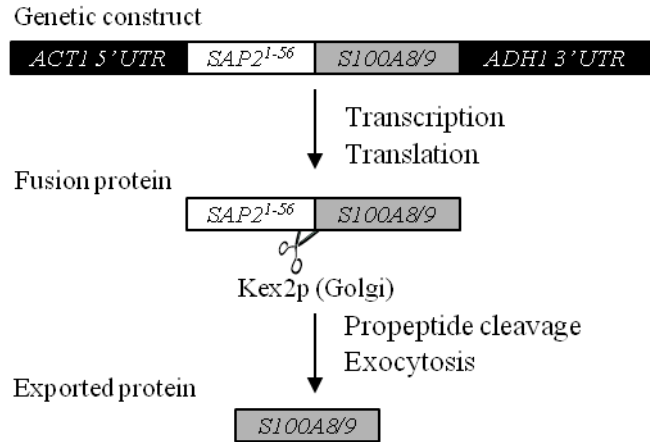 Genetic construct
ACT1 5’UTR SAP2^1-56 S100A8/9 ADH1 3’UTR
Transcription
Translation
Fusion protein
SAP2^1-56 S100A8/9
Kex2p (Golgi)
Propeptide cleavage
Exocytosis
Exported protein
S100A8/9